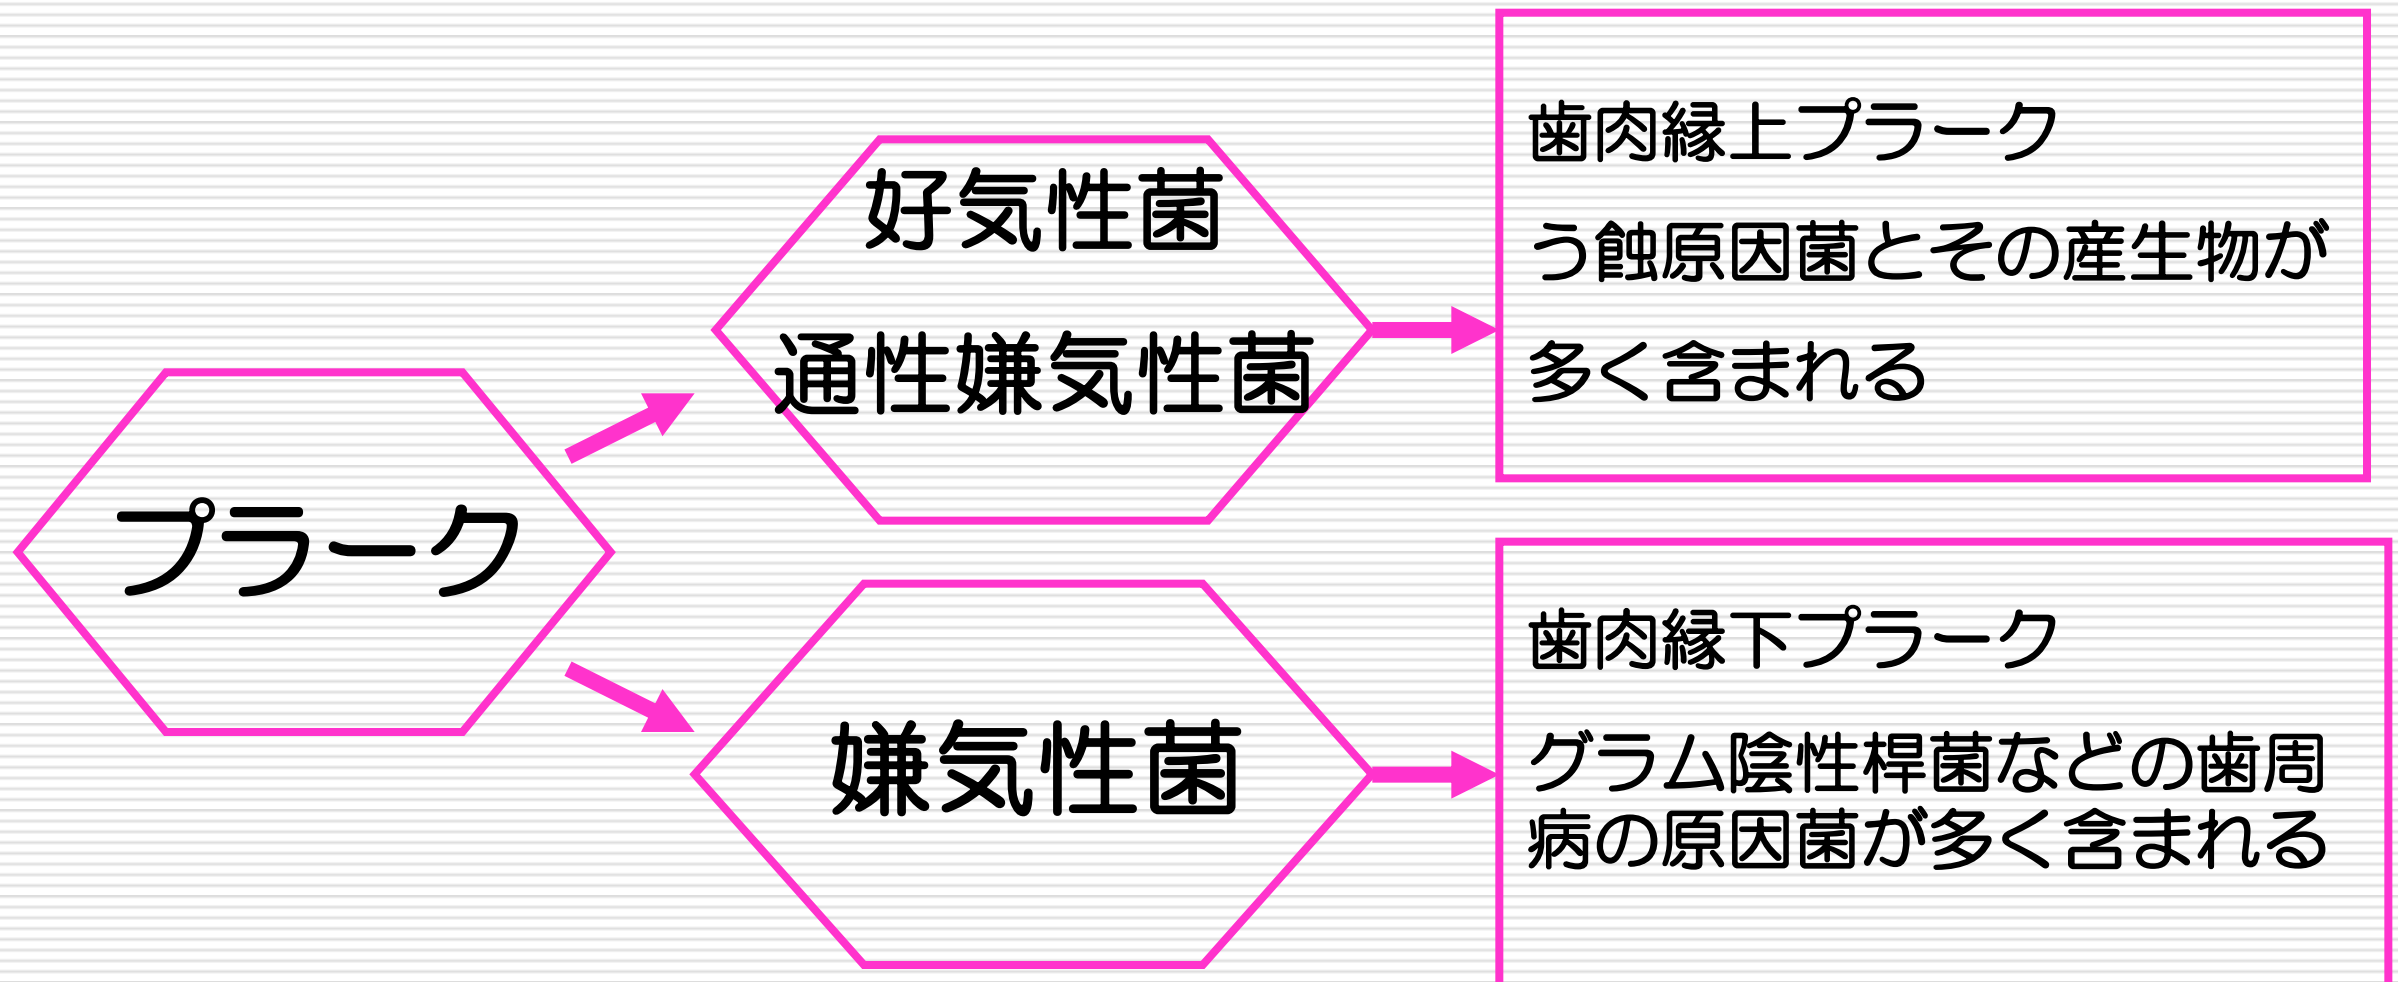 プラーク
好気性菌
通性嫌気性菌
嫌気性菌
歯肉縁上プラーク
う蝕原因菌とその産生物が
多く含まれる
歯肉縁下プラーク
グラム陰性桿菌などの歯周
病の原因菌が多く含まれる